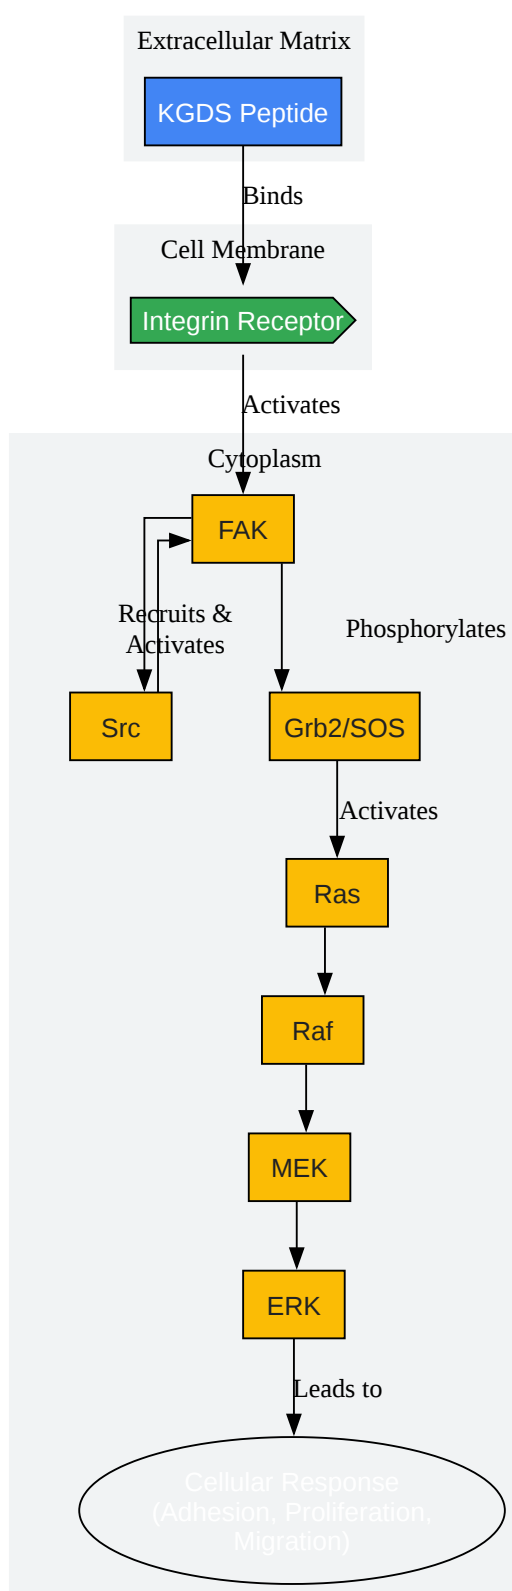 Extracellular Matrix
KGDS Peptide
Binds
Cell Membrane
Integrin Receptor
Activates
Cytoplasm
FAK
Recruits &
Activates
Phosphorylates
Src
Grb2/SOS
Activates
Ras
Raf
MEK
ERK
Leads to
Cellular Response
(Adhesion, Proliferation,
Migration)